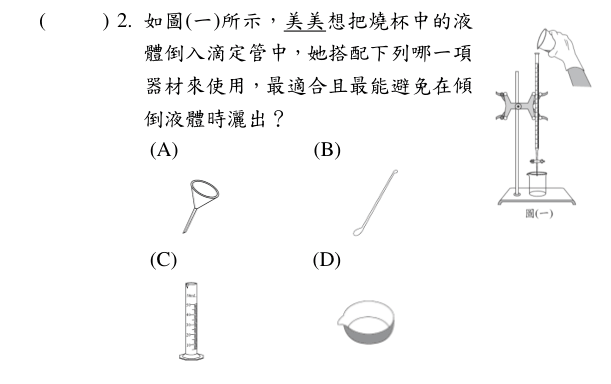 (　　) 2. 如圖(一)所示，美美想把燒杯中的液
體倒入滴定管中，她搭配下列哪一項
器材來使用，最適合且最能避免在傾
倒液體時灑出？
(A)　(B)
(C)　(D)
圖(一)